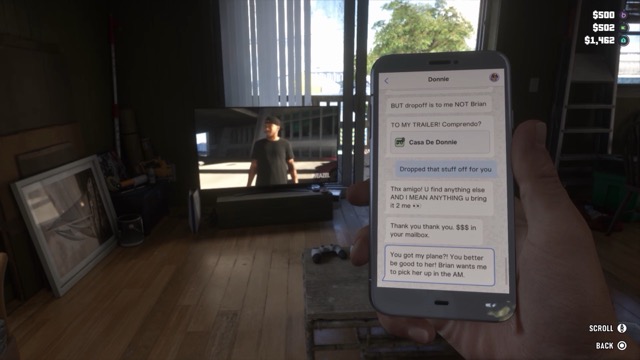 $500
$502
$1,462
Donnie
BUT dropoff is to me NOT Brian
TO MY TRAILER! Comprendo?
Casa De Donnie
Dropped that stuff off for you
Thx amigo! U find anything else
AND I MEAN ANYTHING u bring
it 2 me
Thank you thank you. $$$ in
your mailbox.
You got my plane?! You better
be good to her! Brian wants me
to pick her up in the AM.
SCROLL
BACK